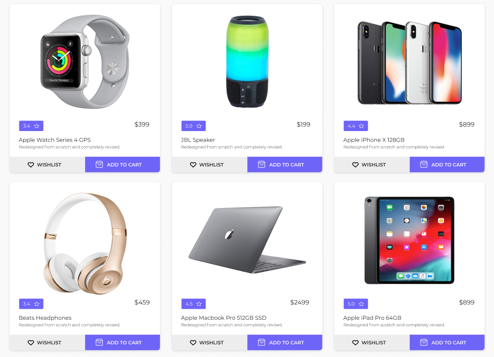 3.4 $399
Apple Watch Series 4 GPS
Redesigned from scratch and completely revised.
WISHLIST ADD TO CART
5.0 $199
JBL Speaker
Redesigned from scratch and completely revised.
WISHLIST ADD TO CART
4.4 $899
Apple iPhone X 128GB
Redesigned from scratch and completely revised.
WISHLIST ADD TO CART
3.4 $459
Beats Headphones
Redesigned from scratch and completely revised.
WISHLIST ADD TO CART
4.5 $2499
Apple Macbook Pro 512GB SSD
Redesigned from scratch and completely revised.
WISHLIST ADD TO CART
5.0 $899
Apple iPad Pro 64GB
Redesigned from scratch and completely revised.
WISHLIST ADD TO CART